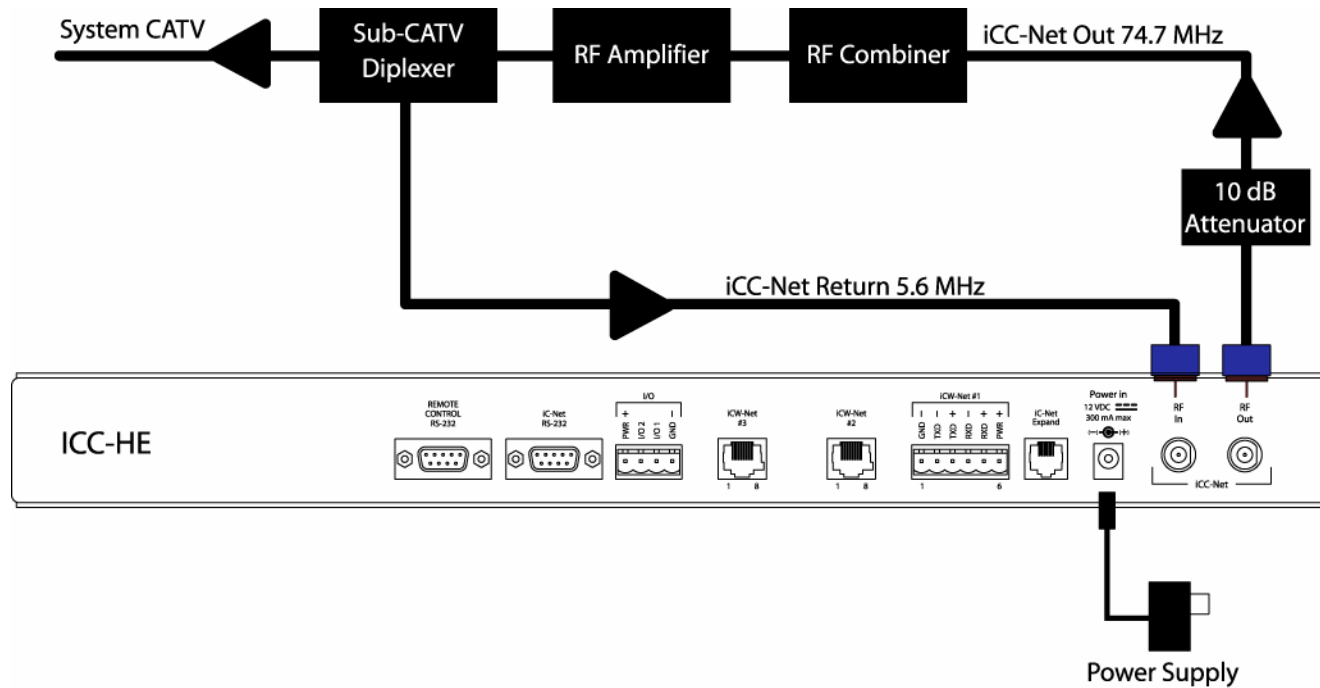 System CATV
Sub-CATV
Diplexer
RF Amplifier
RF Combiner
iCC-Net Out 74.7 MHz
10 dB
Attenuator
iCC-Net Return 5.6 MHz
ICC-HE
REMOTE
CONTROL
RS-232
iC-Net
RS-232
I/O
+ –
PWR
I/O 2
I/O 1
GND
iCW-Net
#3
1 8
iCW-Net
#2
1 8
iCW-Net #1
– – + – + +
GND
TXD
TXD
RXD
RXD
PWR
1 6
iC-Net
Expand
Power in
12 VDC
300 mA max
RF
In
RF
Out
iCC-Net
Power Supply